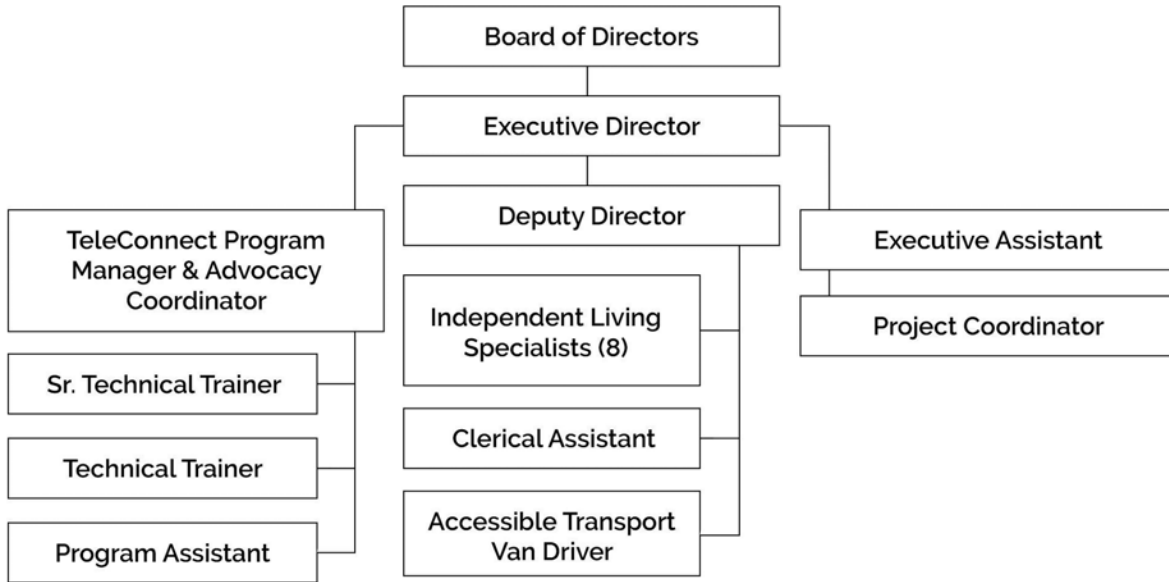 Board of Directors
Executive Director
Deputy Director
TeleConnect Program
Manager & Advocacy
Coordinator
Sr. Technical Trainer
Technical Trainer
Program Assistant
Independent Living
Specialists (8)
Clerical Assistant
Accessible Transport
Van Driver
Executive Assistant
Project Coordinator